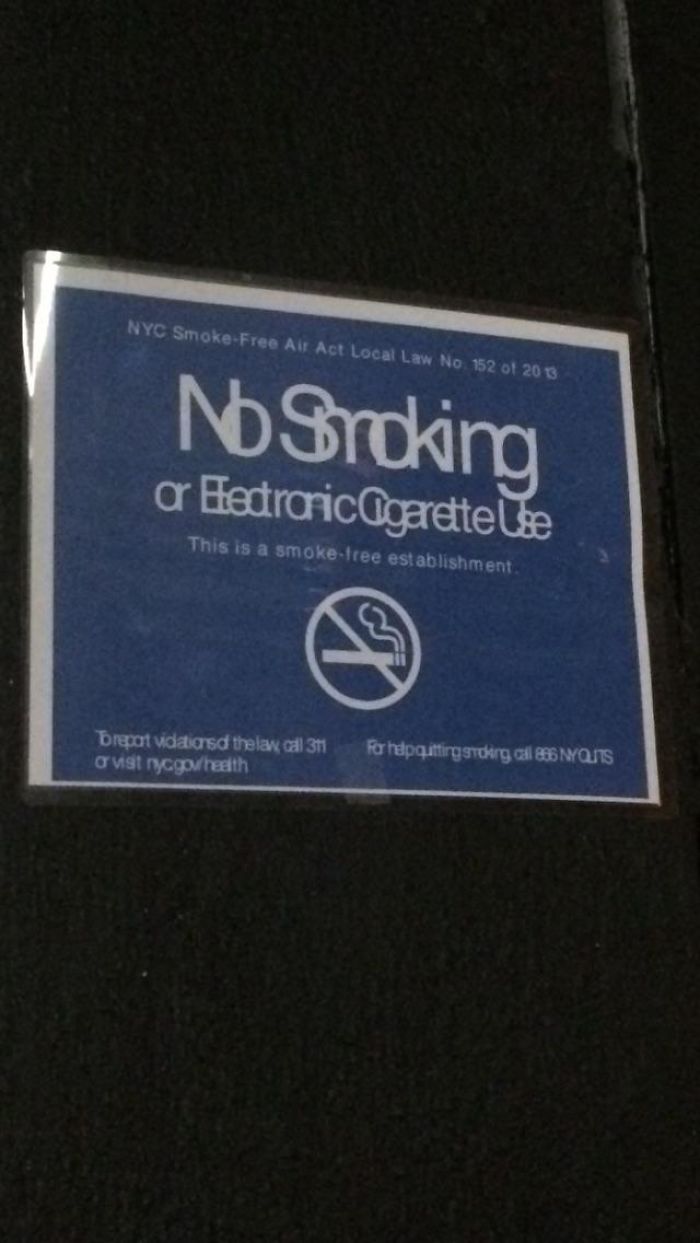 NYC Smoke-Free Air Act Local Law No. 152 of 2013
No Smoking
or Electronic Cigarette Use
This is a smoke-free establishment.
To report violations of the law, call 311
or visit nyc.gov/health
For help quitting smoking, call 866 NYQUITS